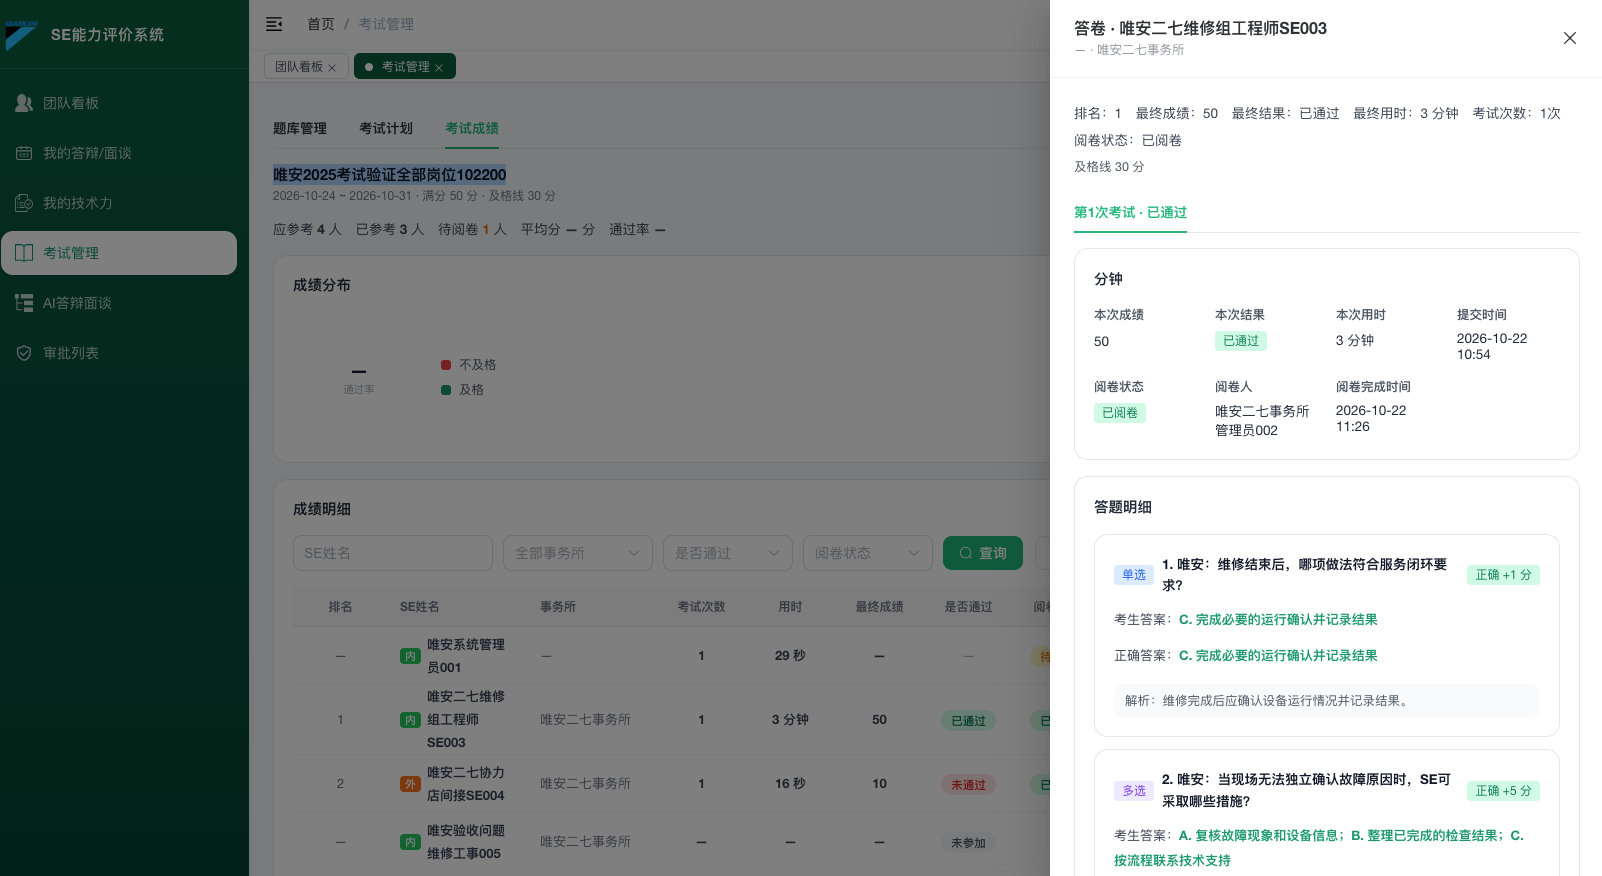 DAIKIN
SE能力评价系统
团队看板
我的答辩/面谈
我的技术力
考试管理
AI答辩面谈
审批列表
首页 / 考试管理
团队看板 ×
考试管理 ×
题库管理 考试计划 考试成绩
唯安2025考试验证全部岗位102200
2026-10-24 ~ 2026-10-31 · 满分 50 分 · 及格线 30 分
应参考 4 人 已参考 3 人 待阅卷 1 人 平均分 — 分 通过率 —
成绩分布
—
通过率
不及格
及格
成绩明细
SE姓名 全部事务所 是否通过 阅卷状态 查询
排名 SE姓名 事务所 考试次数 用时 最终成绩 是否通过 阅
— 内 唯安系统管理员001 — 1 29 秒 — — 待
1 内 唯安二七维修组工程师SE003 唯安二七事务所 1 3 分钟 50 已通过 已
2 外 唯安二七协力店间接SE004 唯安二七事务所 1 16 秒 10 未通过 已
— 内 唯安验收问题维修工事005 唯安二七事务所 — — — 未参加
答卷 · 唯安二七维修组工程师SE003
— · 唯安二七事务所
排名：1 最终成绩：50 最终结果：已通过 最终用时：3 分钟 考试次数：1次
阅卷状态：已阅卷
及格线 30 分
第1次考试 · 已通过
分钟
本次成绩 本次结果 本次用时 提交时间
50 已通过 3 分钟 2026-10-22 10:54
阅卷状态 阅卷人 阅卷完成时间
已阅卷 唯安二七事务所管理员002 2026-10-22 11:26
答题明细
单选 1. 唯安：维修结束后，哪项做法符合服务闭环要求？ 正确 +1 分
考生答案：C. 完成必要的运行确认并记录结果
正确答案：C. 完成必要的运行确认并记录结果
解析：维修完成后应确认设备运行情况并记录结果。
多选 2. 唯安：当现场无法独立确认故障原因时，SE可采取哪些措施？ 正确 +5 分
考生答案：A. 复核故障现象和设备信息；B. 整理已完成的检查结果；C.
按流程联系技术支持